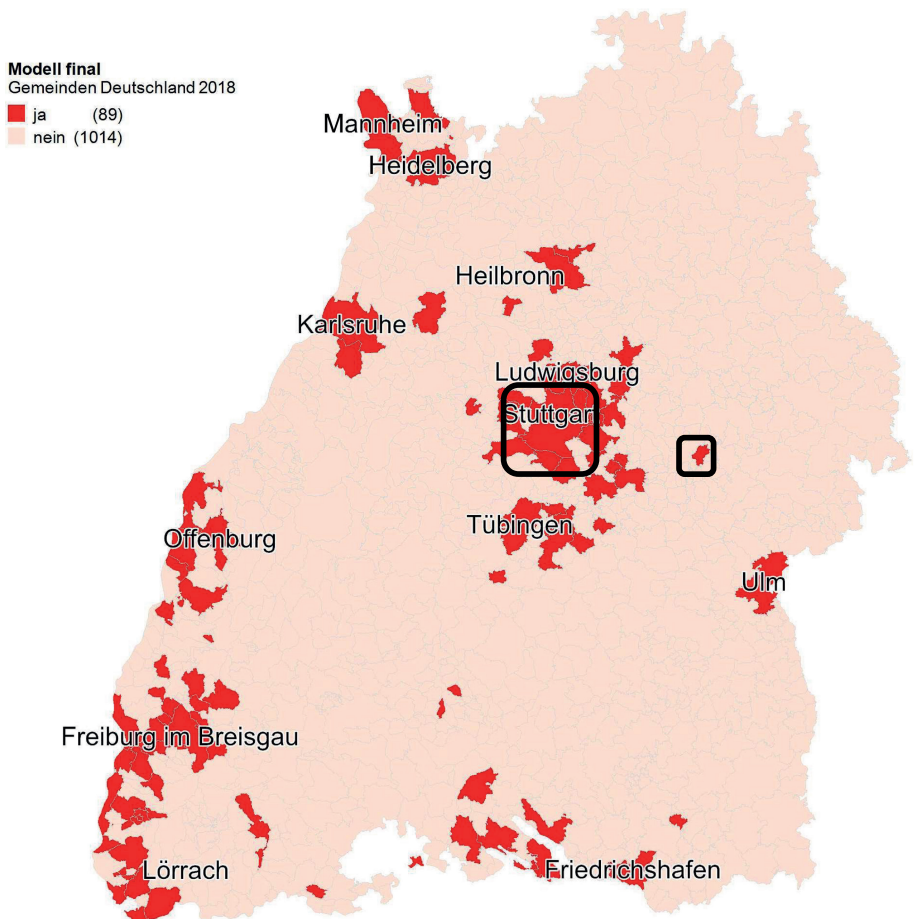 Modell final
Gemeinden Deutschland 2018
ja (89)
nein (1014)
Mannheim
Heidelberg
Heilbronn
Karlsruhe
Ludwigsburg
Stuttgart
Tübingen
Offenburg
Ulm
Freiburg im Breisgau
Lörrach
Friedrichshafen